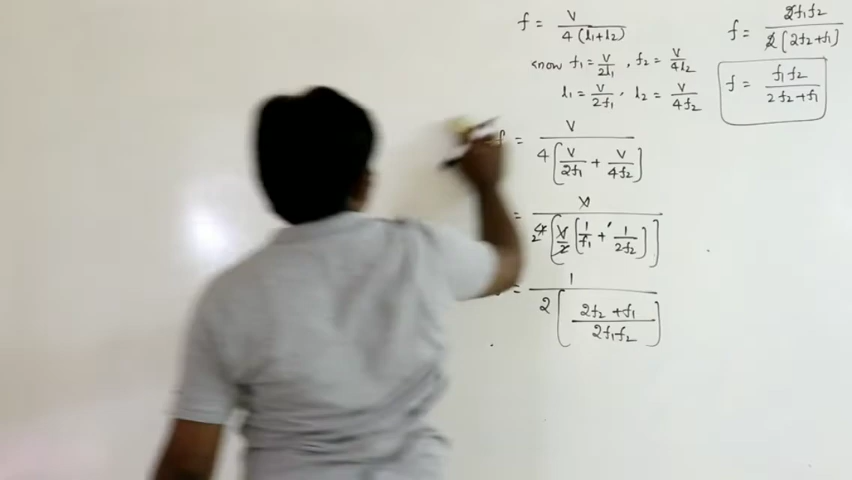 f = V / 4(l1+l2)
know f1 = V/2l1 , f2 = V/4l2
l1 = V/2f1 , l2 = V/4f2
f = V / 4[V/2f1 + V/4f2]
= V / 4 2 [V/2 [1/f1 + 1/2f2]]
= 1 / 2[2f2 + f1 / 2f1f2]
f = 2f1f2 / 2[2f2+f1]
f = f1f2 / 2f2+f1